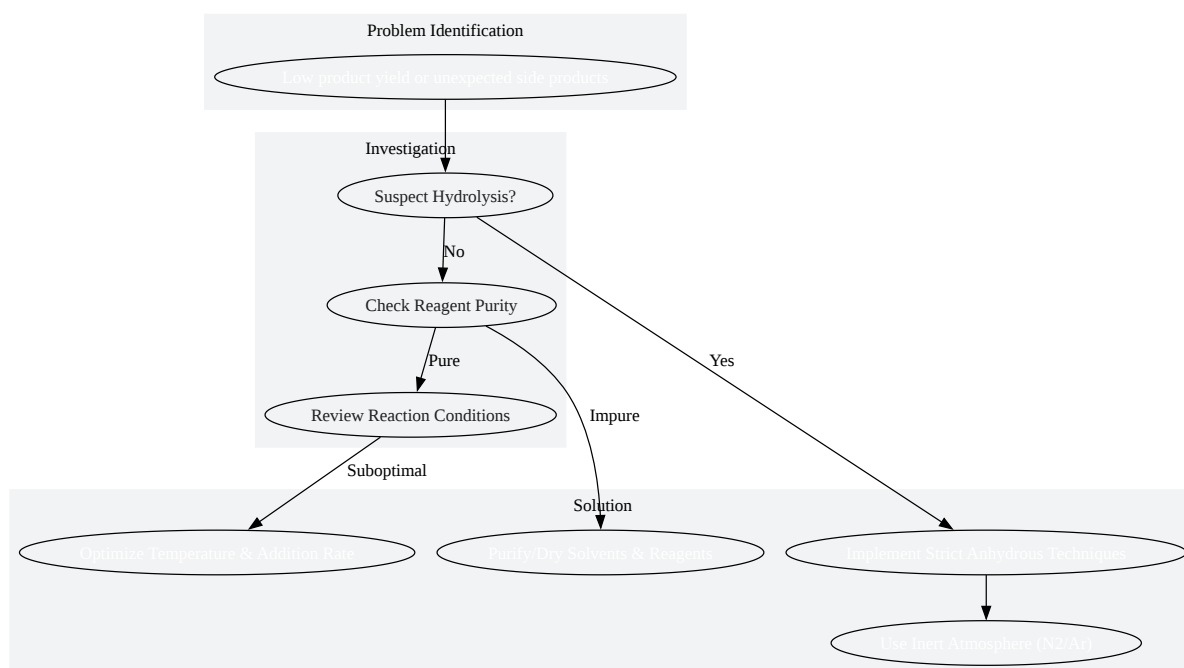 Problem Identification
Low product yield or unexpected side products
Investigation
Suspect Hydrolysis?
No
Check Reagent Purity
Yes
Pure
Review Reaction Conditions
Impure
Suboptimal
Solution
Optimize Temperature & Addition Rate
Purify/Dry Solvents & Reagents
Implement Strict Anhydrous Techniques
Use Inert Atmosphere (N2/Ar)